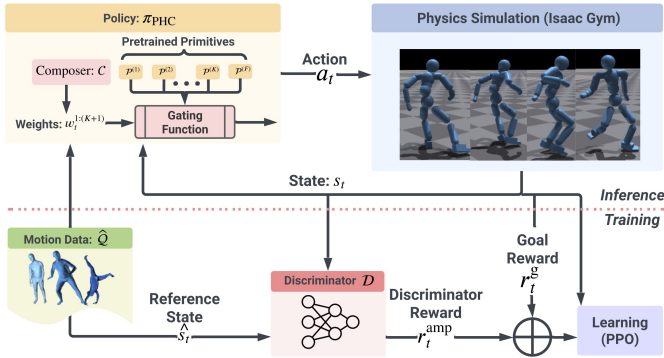 Policy: π_PHC
Pretrained Primitives
Composer: 𝒞
𝒫^(1) 𝒫^(2) 𝒫^(K) 𝒫^(F)
Weights: w_t^{1:(K+1)}
Gating
Function
Action
a_t
Physics Simulation (Isaac Gym)
State: s_t
Inference
Training
Motion Data: Q̂
Reference
State
ŝ_t
Discriminator 𝒟
Discriminator
Reward
r_t^amp
Goal
Reward
r_t^g
Learning
(PPO)